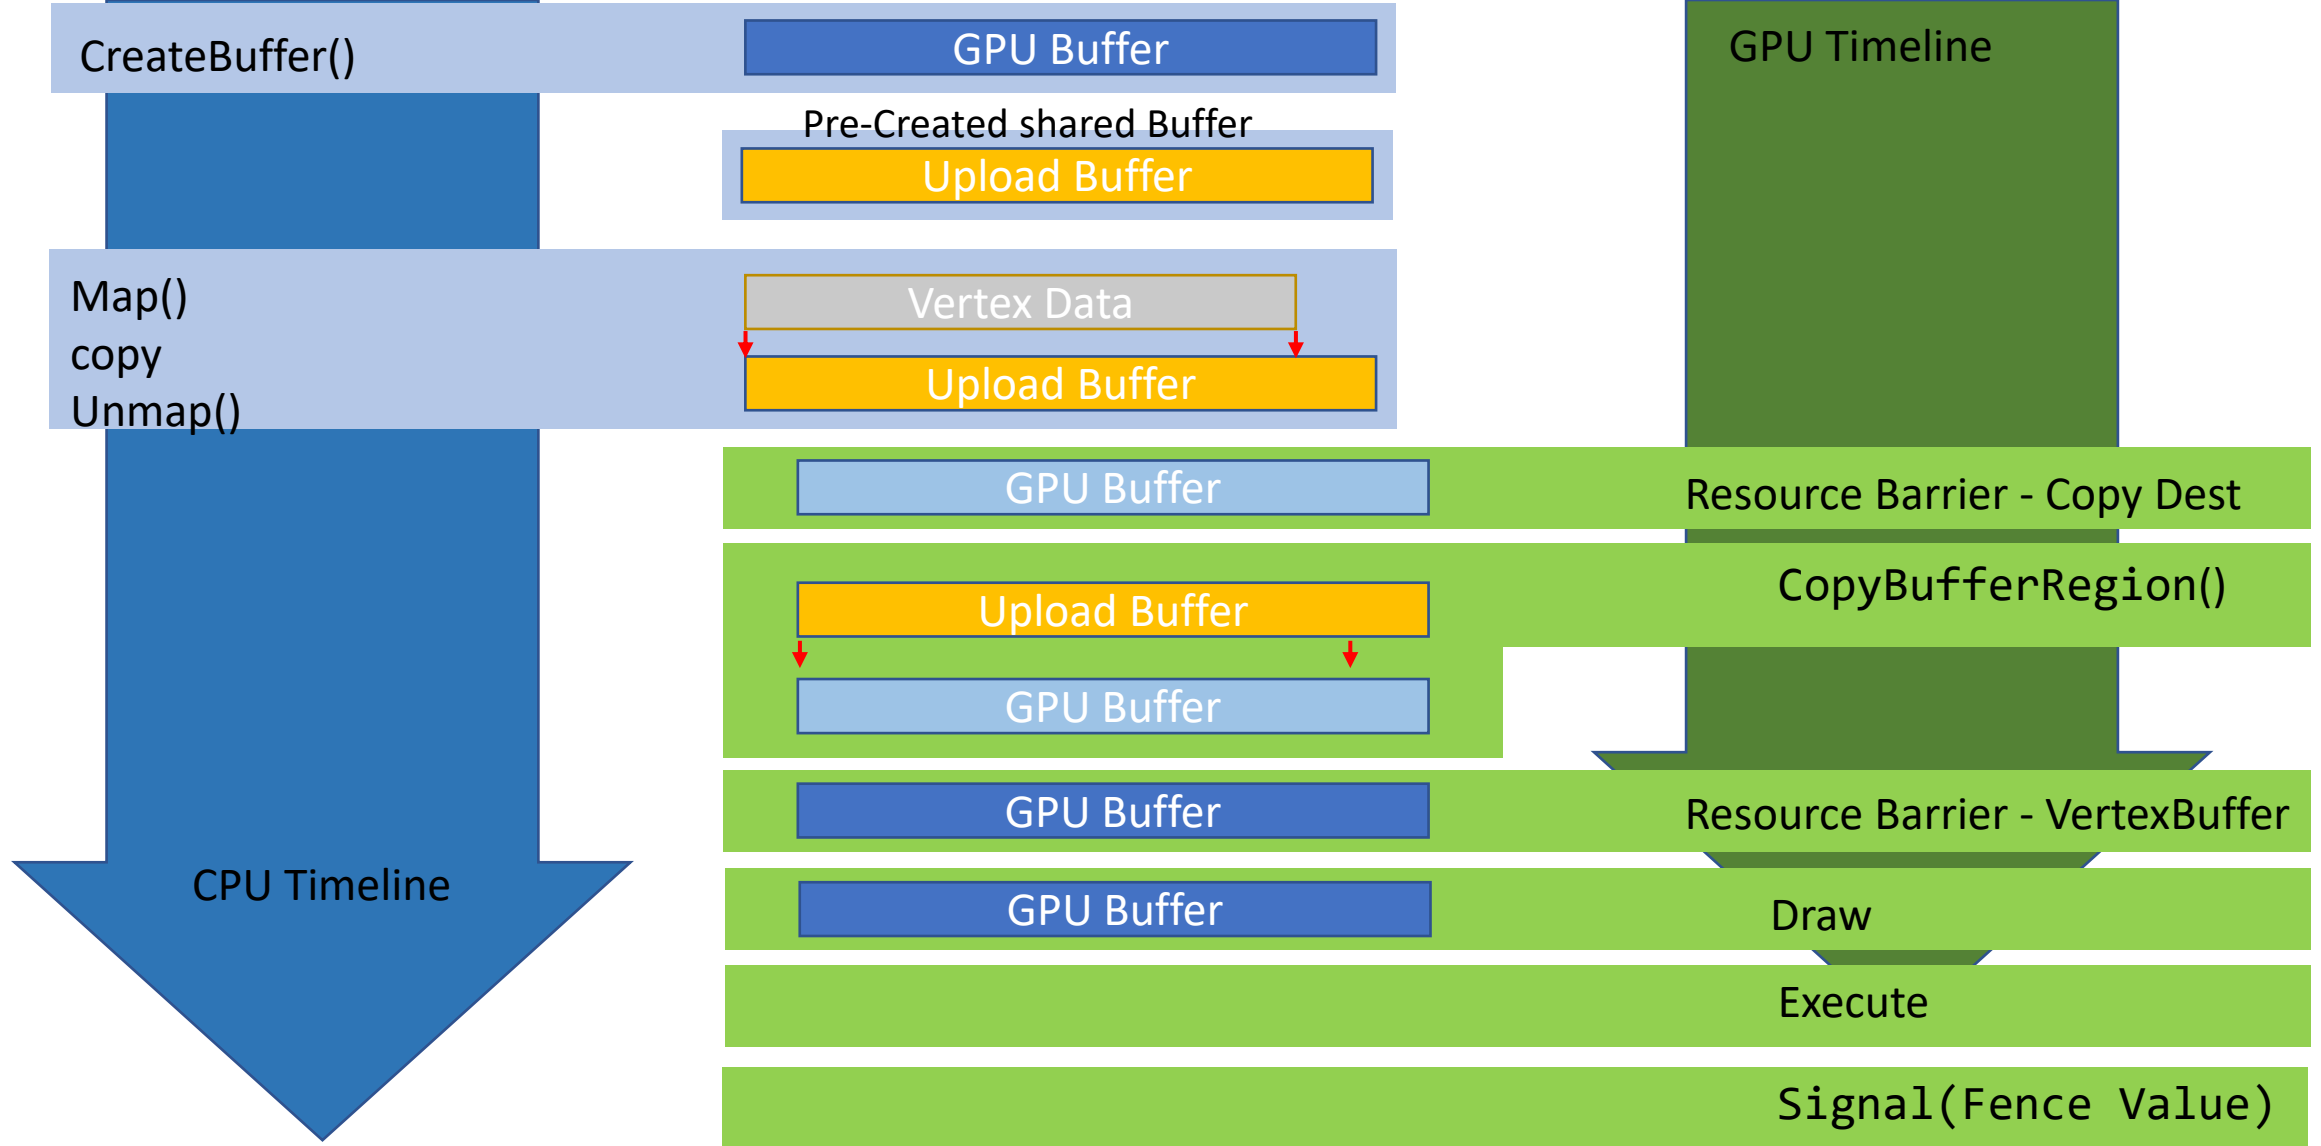 CreateBuffer()
GPU Buffer
GPU Timeline
Pre-Created shared Buffer
Upload Buffer
Map()
copy
Unmap()
Vertex Data
Upload Buffer
GPU Buffer
Resource Barrier - Copy Dest
CopyBufferRegion()
Upload Buffer
GPU Buffer
GPU Buffer
Resource Barrier - VertexBuffer
CPU Timeline
GPU Buffer
Draw
Execute
Signal(Fence Value)